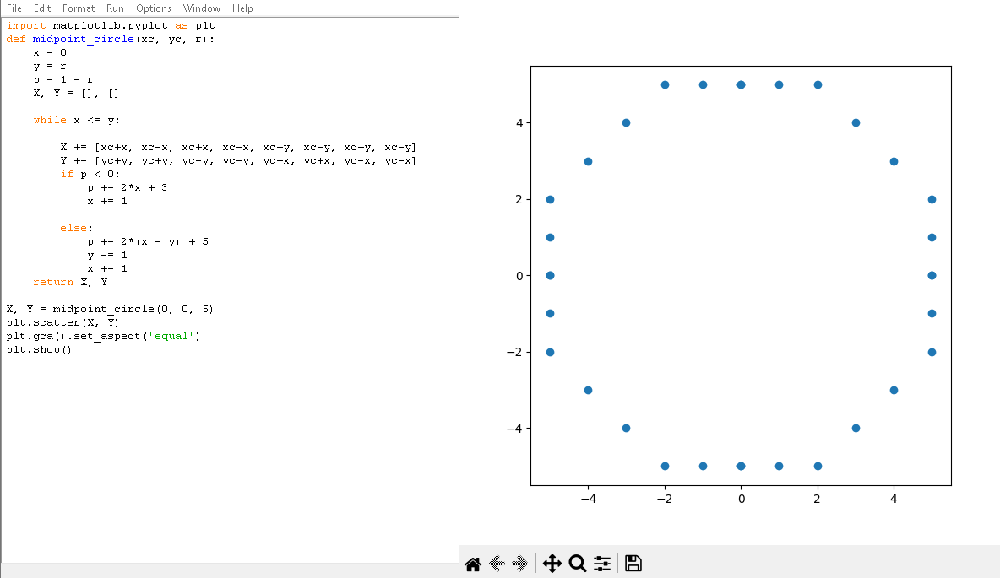 File Edit Format Run Options Window Help
import matplotlib.pyplot as plt
def midpoint_circle(xc, yc, r):
    x = 0
    y = r
    p = 1 - r
    X, Y = [], []
    while x <= y:
        X += [xc+x, xc-x, xc+x, xc-x, xc+y, xc-y, xc+y, xc-y]
        Y += [yc+y, yc+y, yc-y, yc-y, yc+x, yc+x, yc-x, yc-x]
        if p < 0:
            p += 2*x + 3
            x += 1
        else:
            p += 2*(x - y) + 5
            y -= 1
            x += 1
    return X, Y
X, Y = midpoint_circle(0, 0, 5)
plt.scatter(X, Y)
plt.gca().set_aspect('equal')
plt.show()
4
2
0
−2
−4
−4 −2 0 2 4